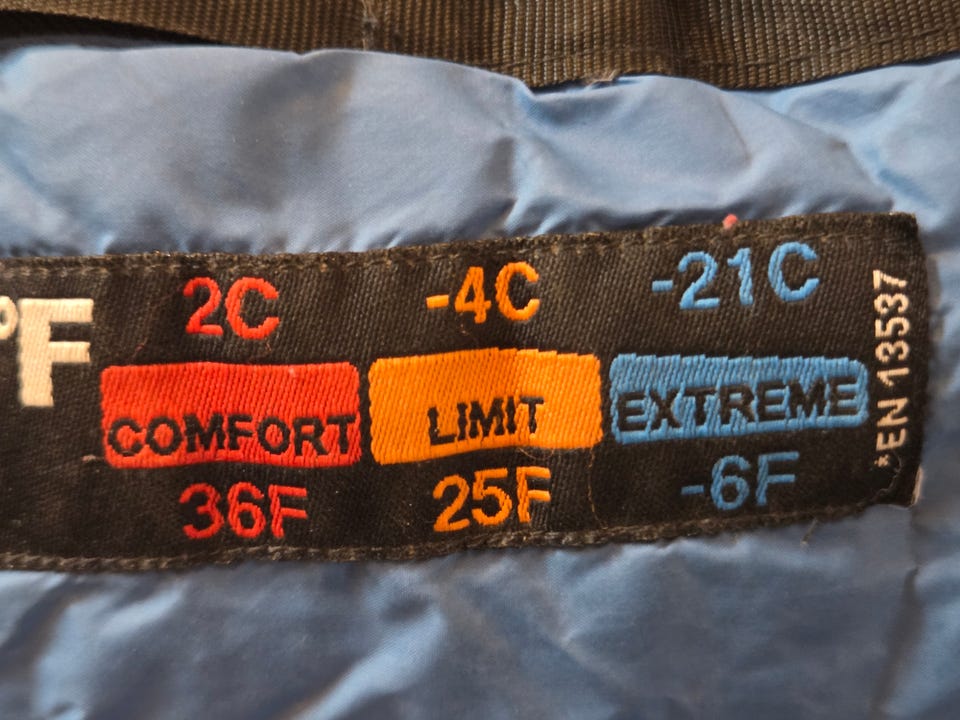 °F
2C -4C -21C
COMFORT LIMIT EXTREME
36F 25F -6F
*EN 13537